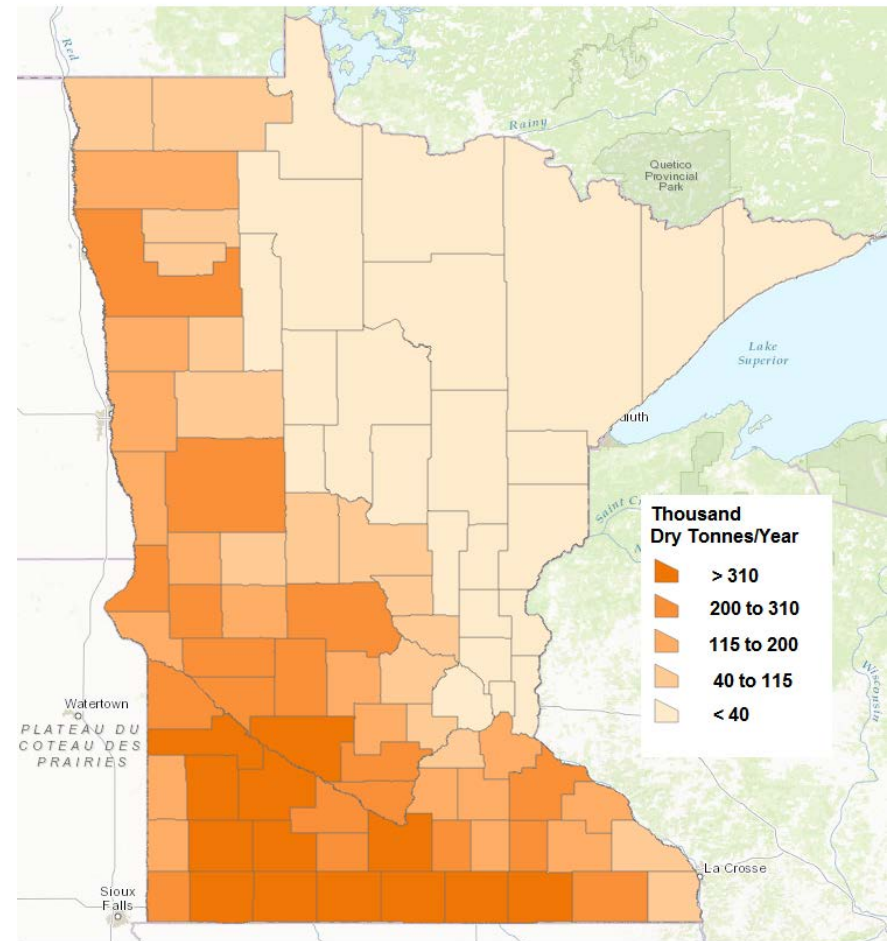 Red
Rainy
Quetico
Provincial
Park
Lake
Superior
uluth
Saint Cr
N
Thousand
Dry Tonnes/Year
> 310
200 to 310
115 to 200
40 to 115
< 40
Wisconsin
Watertown
PLATEAU DU
COTEAU DES
PRAIRIES
La Crosse
Sioux
Falls